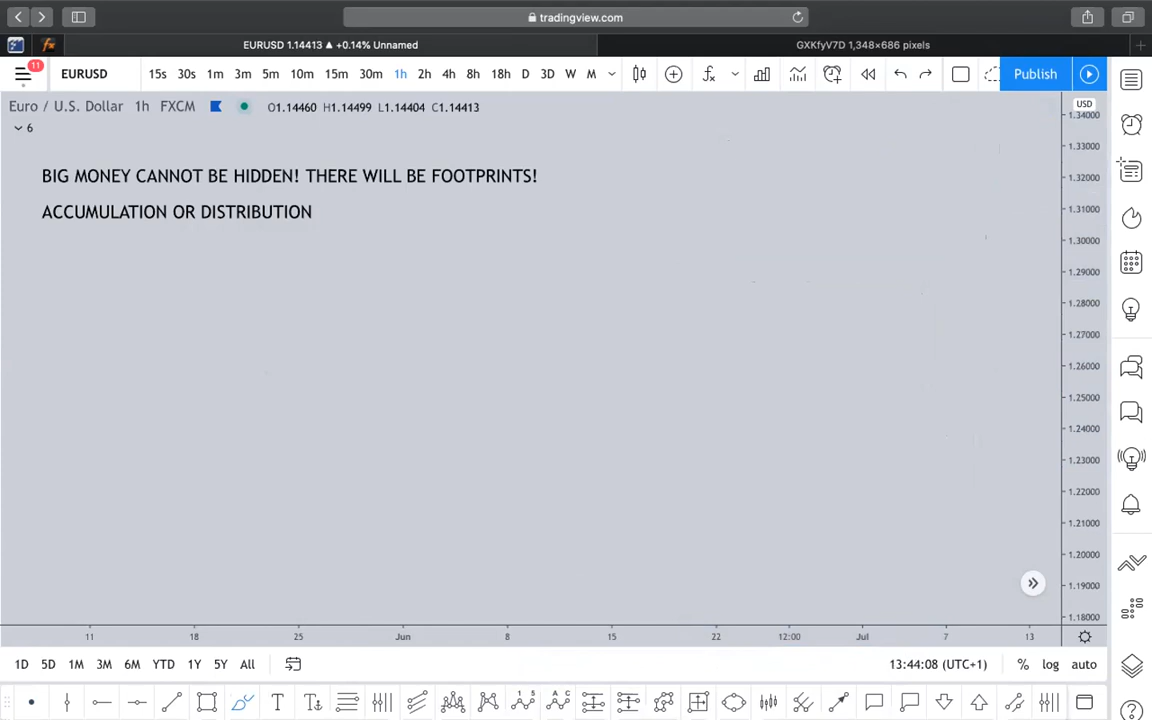 tradingview.com
EURUSD 1.14413 ▲ +0.14% Unnamed
GXKfyV7D 1,348×686 pixels
11
EURUSD 15s 30s 1m 3m 5m 10m 15m 30m 1h 2h 4h 8h 18h D 3D W M Publish
Euro / U.S. Dollar 1h FXCM O1.14460 H1.14499 L1.14404 C1.14413
USD
6
BIG MONEY CANNOT BE HIDDEN! THERE WILL BE FOOTPRINTS!
ACCUMULATION OR DISTRIBUTION
1.34000
1.33000
1.32000
1.31000
1.30000
1.29000
1.28000
1.27000
1.26000
1.25000
1.24000
1.23000
1.22000
1.21000
1.20000
1.19000
1.18000
11 18 25 Jun 8 15 22 12:00 Jul 7 13
1D 5D 1M 3M 6M YTD 1Y 5Y All 13:44:08 (UTC+1) % log auto